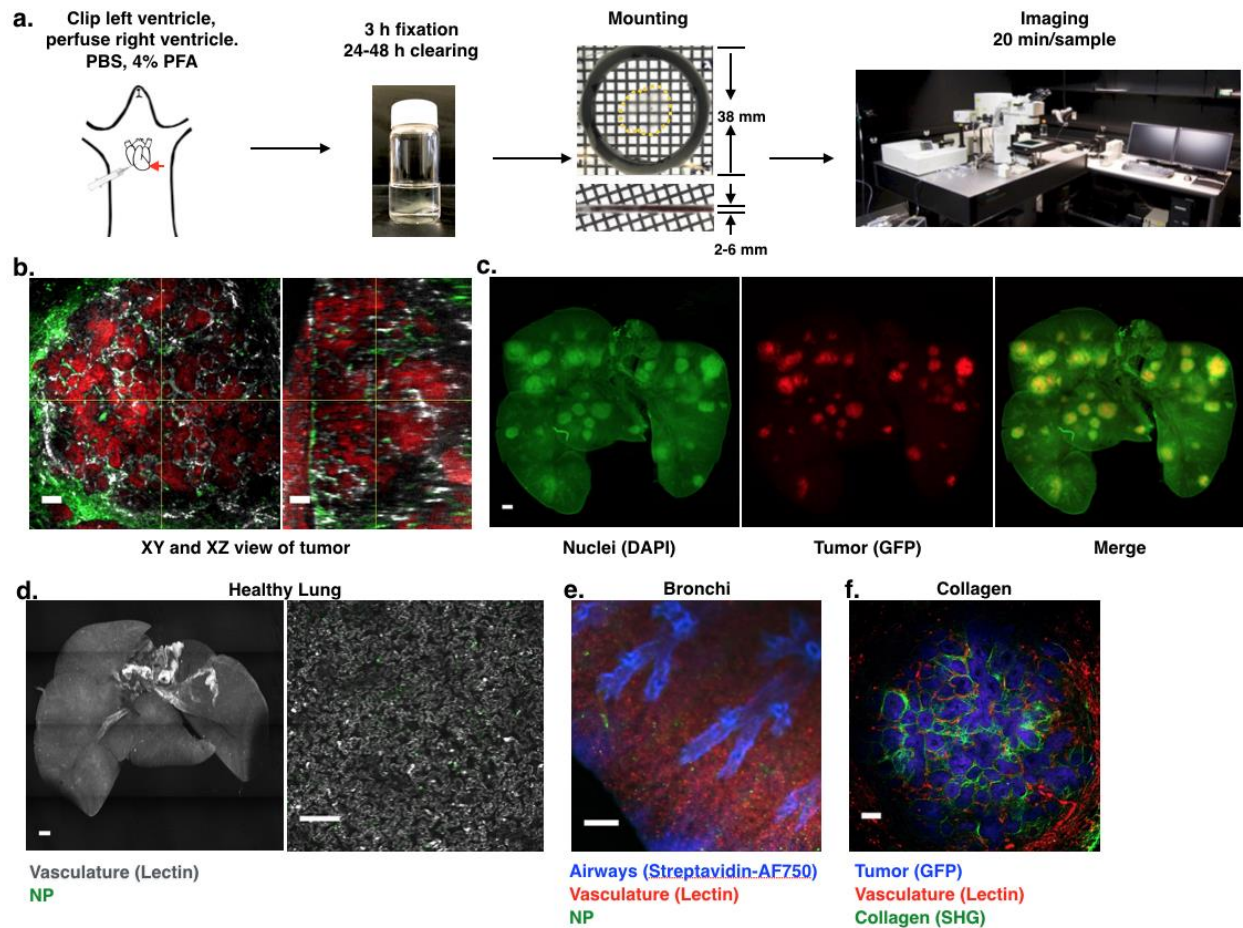 a.
Clip left ventricle,
perfuse right ventricle.
PBS, 4% PFA
3 h fixation
24-48 h clearing
Mounting
38 mm
2-6 mm
Imaging
20 min/sample
b.
XY and XZ view of tumor
c.
Nuclei (DAPI)
Tumor (GFP)
Merge
d.
Healthy Lung
Vasculature (Lectin)
NP
e.
Bronchi
Airways (Streptavidin-AF750)
Vasculature (Lectin)
NP
f.
Collagen
Tumor (GFP)
Vasculature (Lectin)
Collagen (SHG)